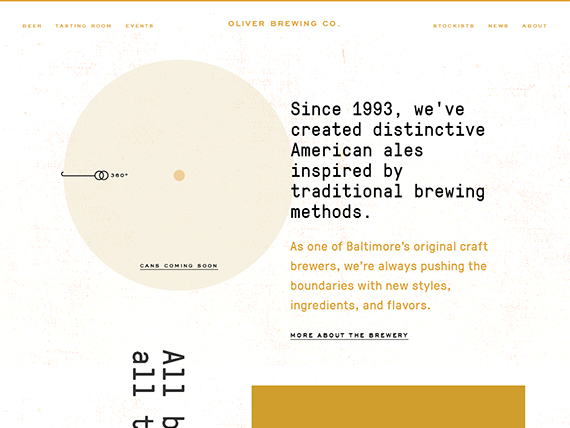 BEER TASTING ROOM EVENTS OLIVER BREWING CO. STOCKISTS NEWS ABOUT
Since 1993, we've
created distinctive
American ales
inspired by
traditional brewing
methods.
360°
As one of Baltimore's original craft
brewers, we're always pushing the
boundaries with new styles,
ingredients, and flavors.
CANS COMING SOON
MORE ABOUT THE BREWERY
All b
all t